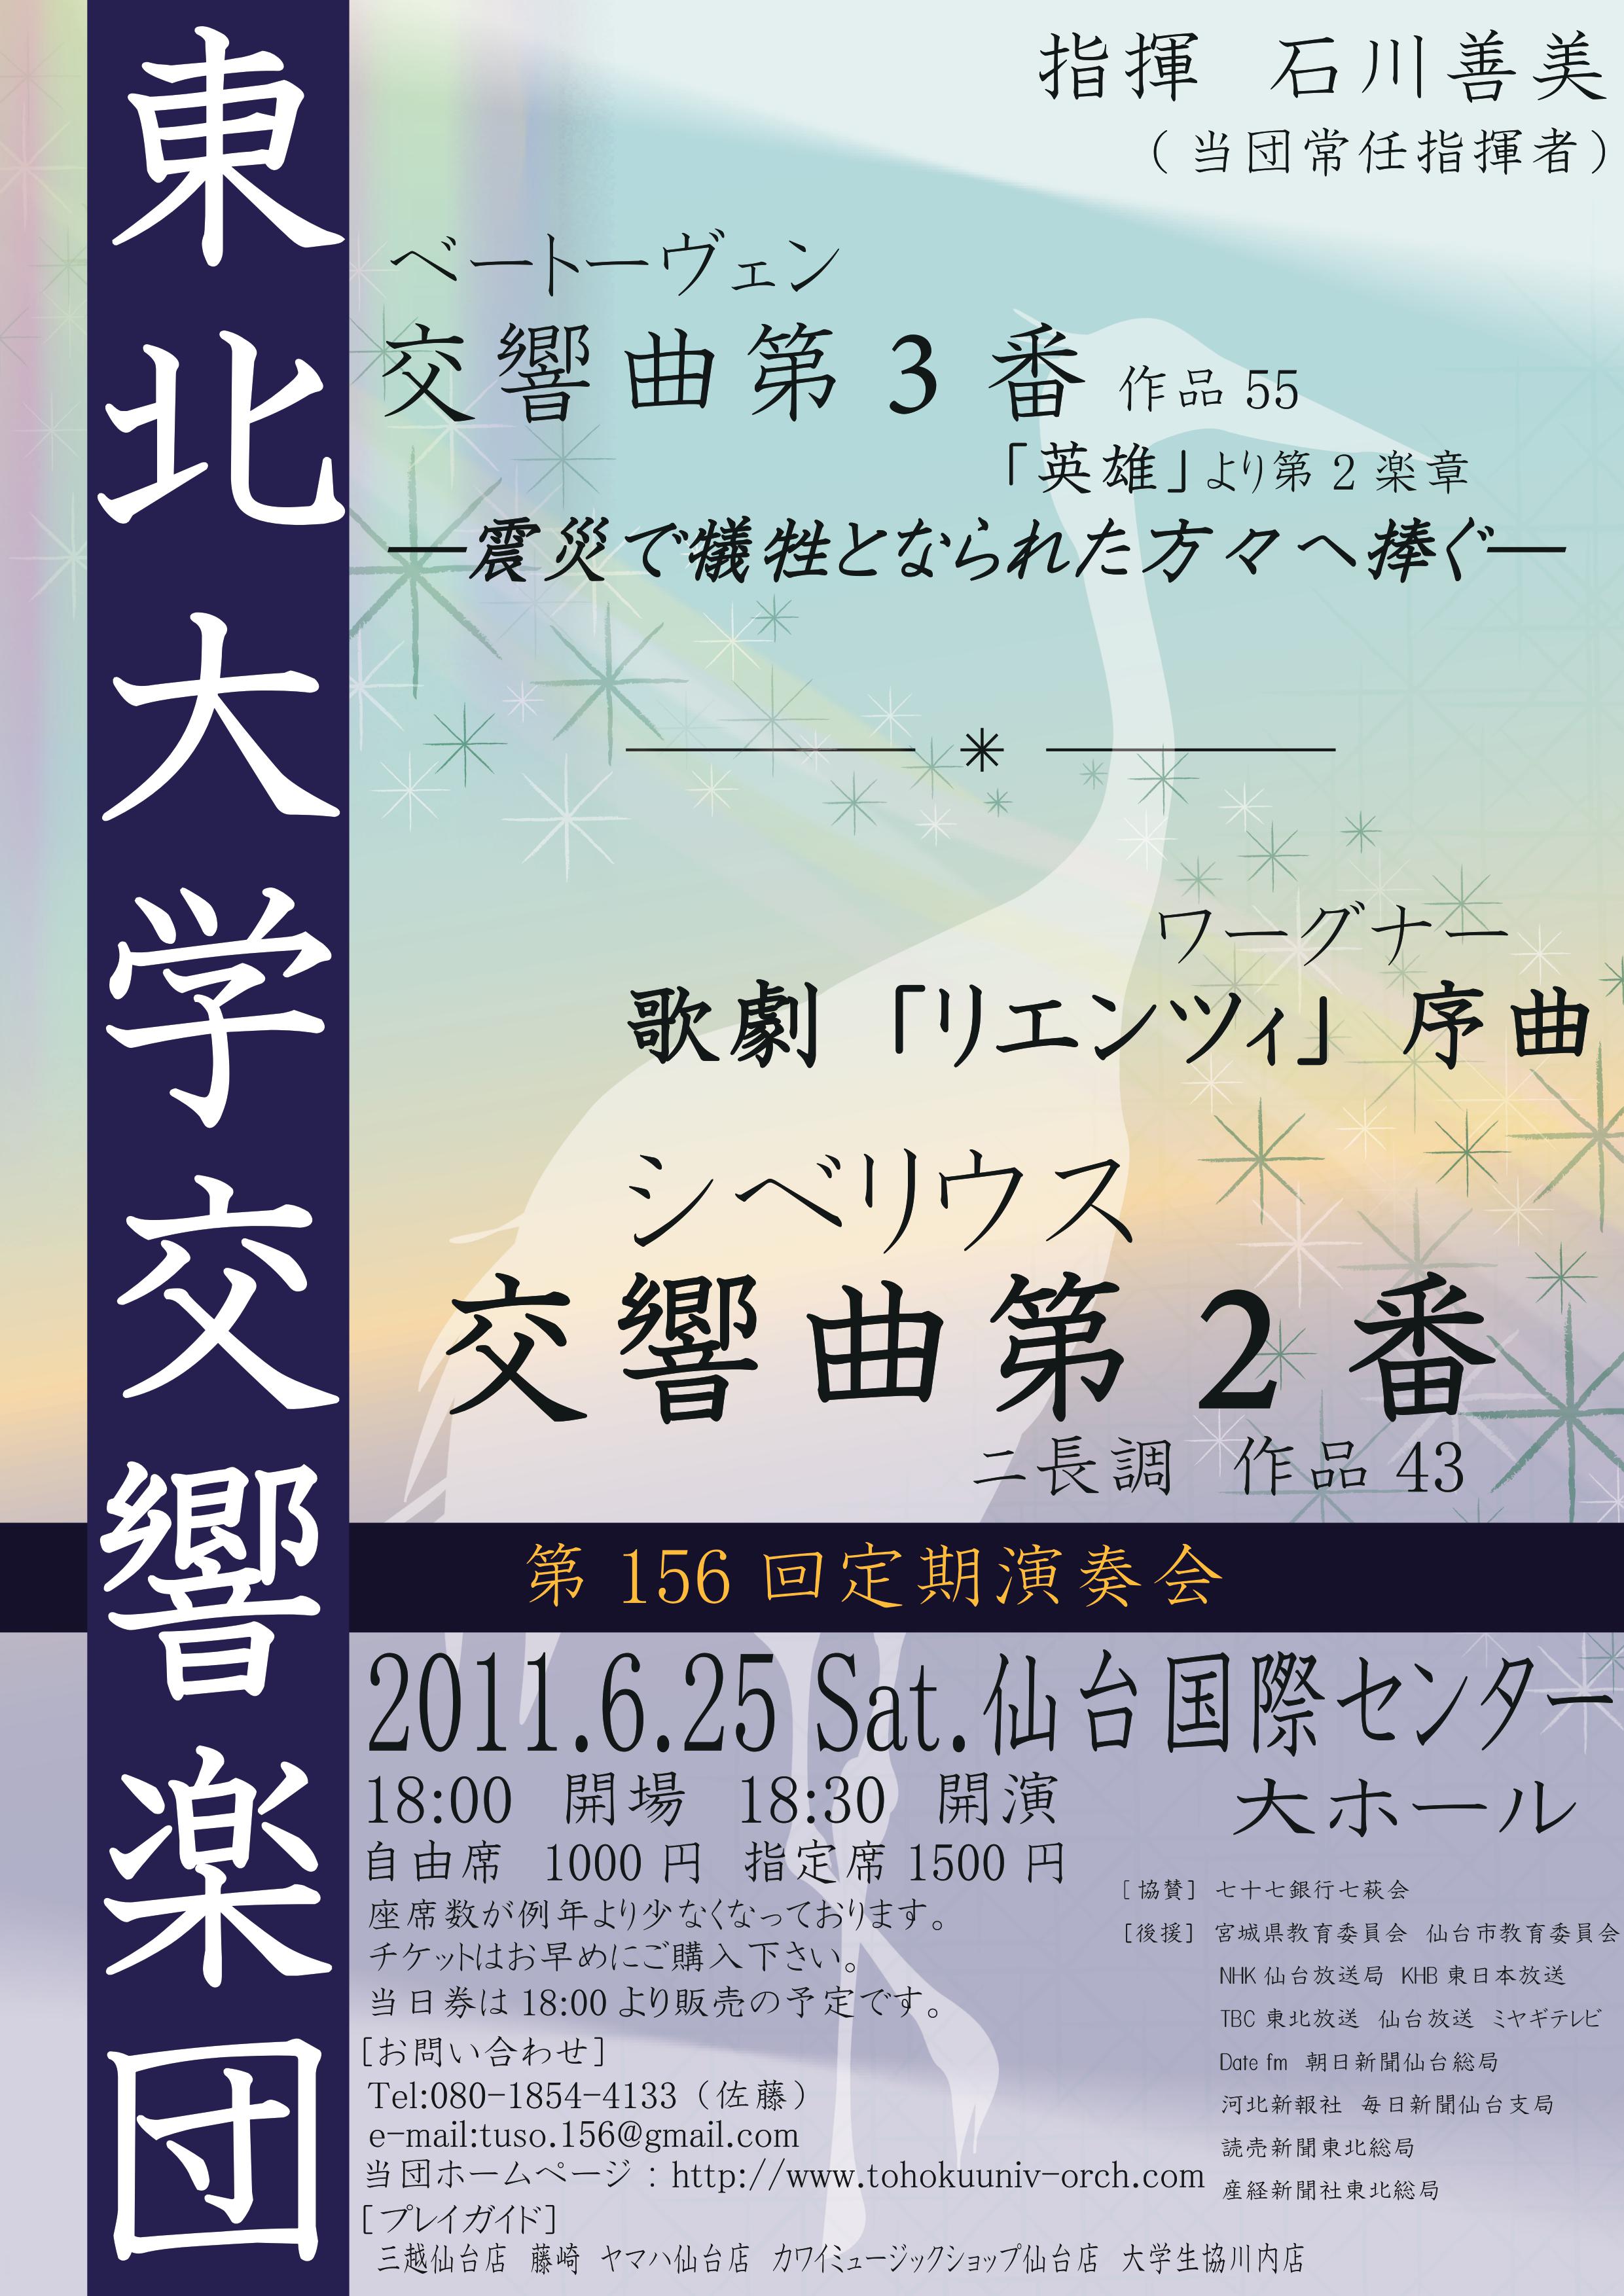 東北大学交響楽団
指揮 石川善美
（当団常任指揮者）
ベートーヴェン
交響曲第3番 作品55
「英雄」より第2楽章
―震災で犠牲となられた方々へ捧ぐ―
ワーグナー
歌劇「リエンツィ」序曲
シベリウス
交響曲第2番
ニ長調 作品43
第156回定期演奏会
2011.6.25 Sat.仙台国際センター
大ホール
18:00 開場 18:30 開演
自由席 1000円 指定席1500円
座席数が例年より少なくなっております。
チケットはお早めにご購入下さい。
当日券は18:00より販売の予定です。
[お問い合わせ]
Tel:080-1854-4133（佐藤）
e-mail:tuso.156@gmail.com
当団ホームページ：http://www.tohokuuniv-orch.com
[プレイガイド]
三越仙台店 藤崎 ヤマハ仙台店 カワイミュージックショップ仙台店 大学生協川内店
[協賛] 七十七銀行七萩会
[後援] 宮城県教育委員会 仙台市教育委員会
NHK仙台放送局 KHB東日本放送
TBC東北放送 仙台放送 ミヤギテレビ
Date fm 朝日新聞仙台総局
河北新報社 毎日新聞仙台支局
読売新聞東北総局
産経新聞社東北総局